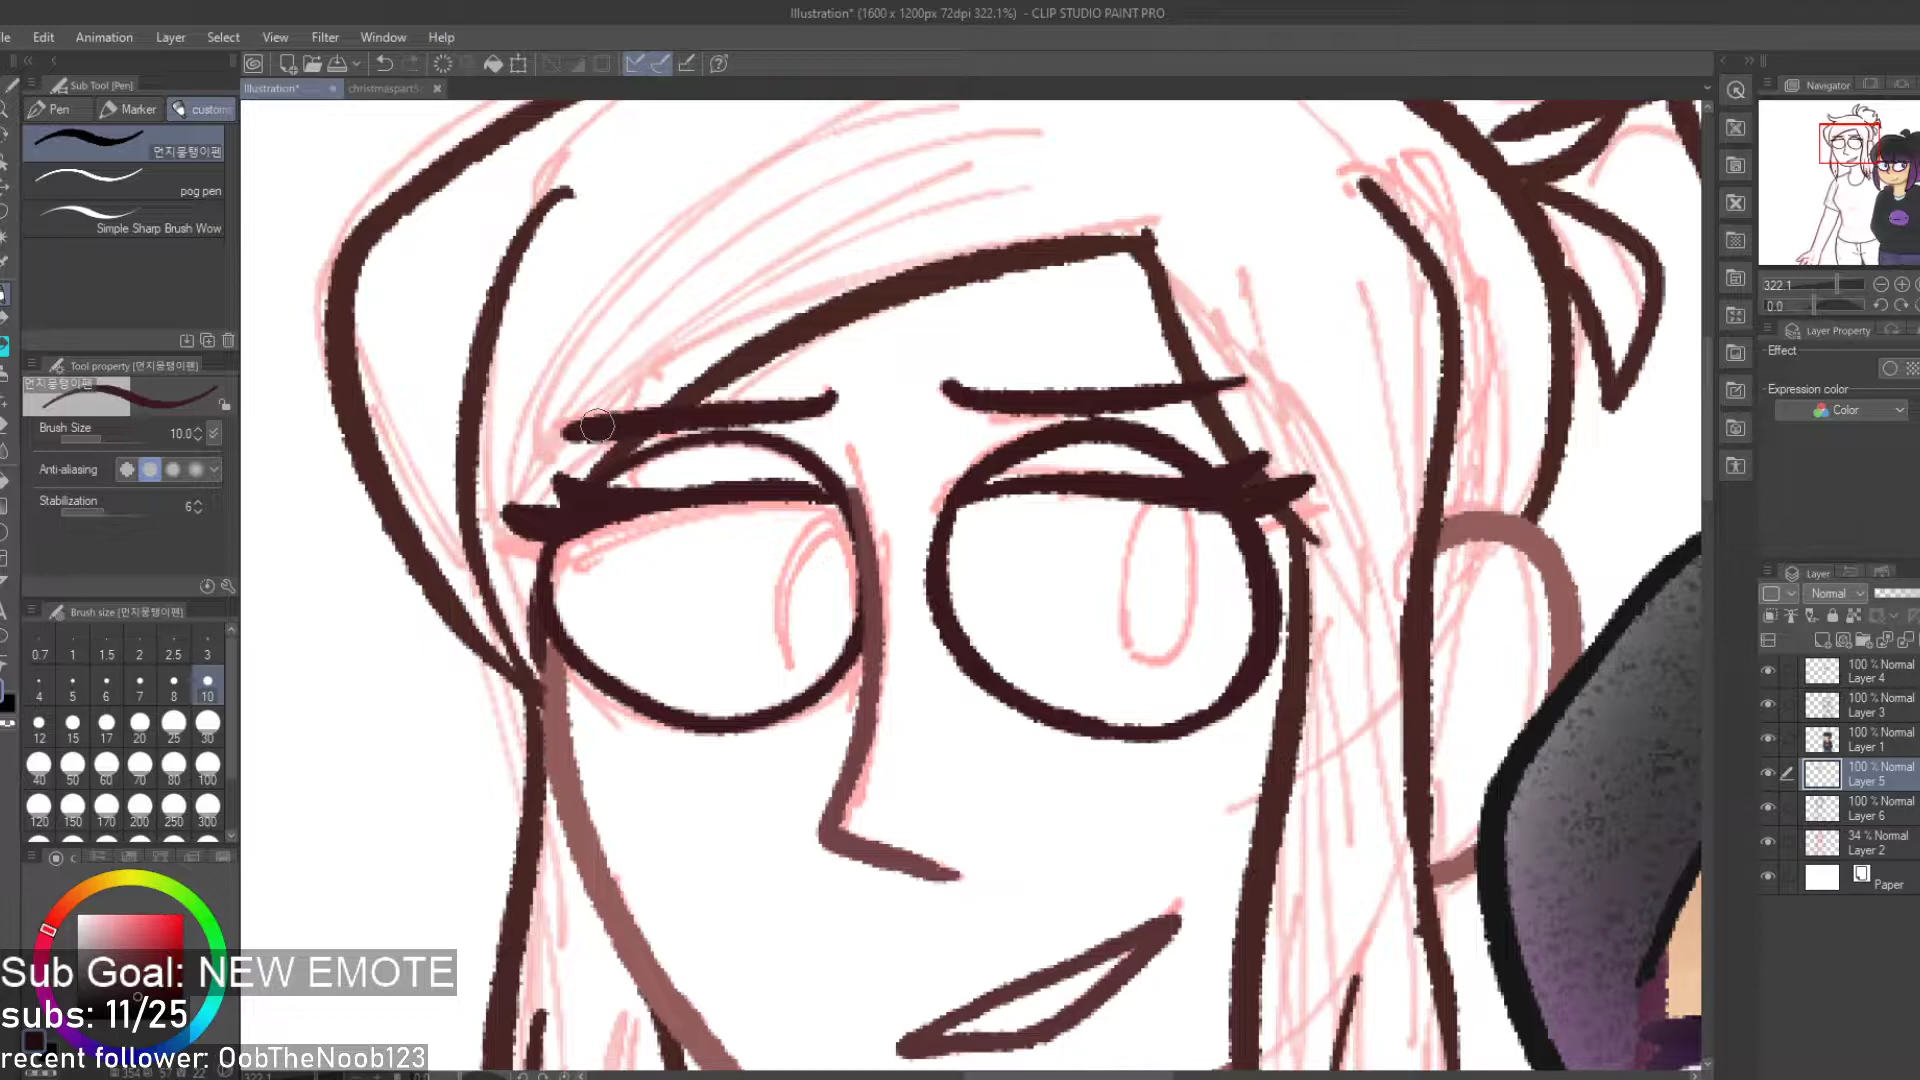 Illustration* (1600 x 1200px 72dpi 322.1%) - CLIP STUDIO PAINT PRO
le Edit Animation Layer Select View Filter Window Help
Sub Tool [Pen]
Illustration* christmaspart5
Pen Marker custom
먼지뭉탱이펜
pog pen
Simple Sharp Brush Wow
Tool property [먼지뭉탱이펜]
먼지뭉탱이펜
Brush Size 10.0
Anti-aliasing
Stabilization 6
Brush size [먼지뭉탱이펜]
0.7 1 1.5 2 2.5 3
4 5 6 7 8 10
12 15 17 20 25 30
40 50 60 70 80 100
120 150 170 200 250 300
Sub Goal: NEW EMOTE
subs: 11/25
recent follower: OobTheNoob123
Navigator
322.1
0.0
Layer Property
Effect
Expression color
Color
Layer
Normal
100 % Normal
Layer 4
100 % Normal
Layer 3
100 % Normal
Layer 1
100 % Normal
Layer 5
100 % Normal
Layer 6
34 % Normal
Layer 2
Paper